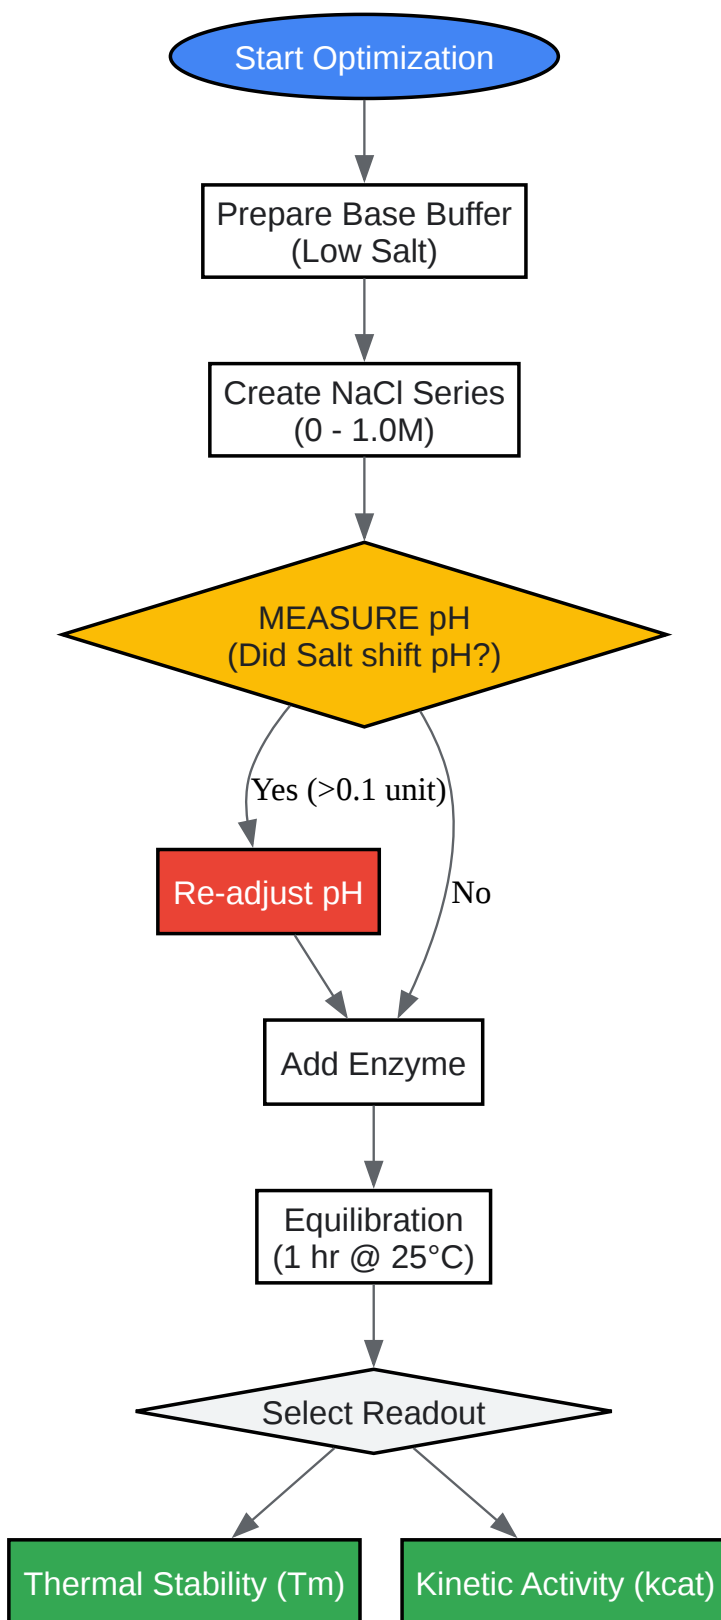 Start Optimization
Prepare Base Buffer
(Low Salt)
Create NaCl Series
(0 - 1.0M)
MEASURE pH
(Did Salt shift pH?)
Yes (>0.1 unit)
Re-adjust pH
No
Add Enzyme
Equilibration
(1 hr @ 25°C)
Select Readout
Thermal Stability (Tm)
Kinetic Activity (kcat)